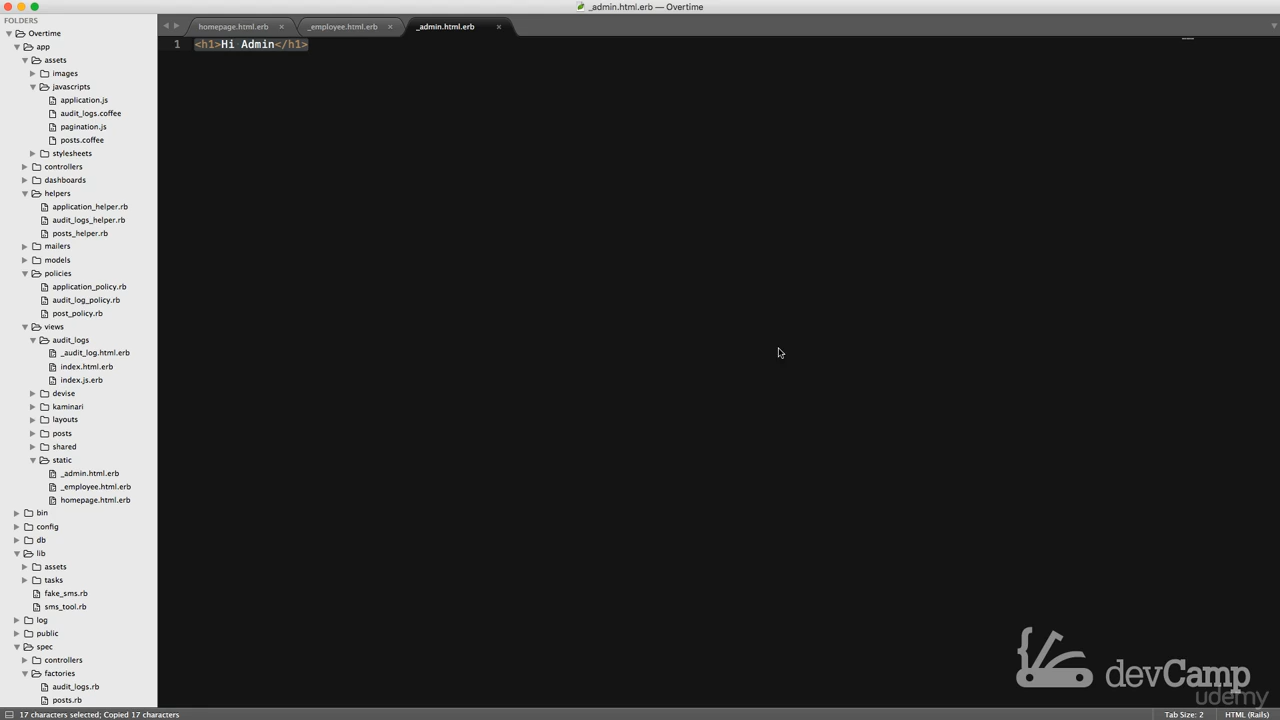 _admin.html.erb — Overtime
FOLDERS
homepage.html.erb
_employee.html.erb
_admin.html.erb
Overtime
1
<h1>Hi Admin</h1>
app
assets
images
javascripts
application.js
audit_logs.coffee
pagination.js
posts.coffee
stylesheets
controllers
dashboards
helpers
application_helper.rb
audit_logs_helper.rb
posts_helper.rb
mailers
models
policies
application_policy.rb
audit_log_policy.rb
post_policy.rb
views
audit_logs
_audit_log.html.erb
index.html.erb
index.js.erb
devise
kaminari
layouts
posts
shared
static
_admin.html.erb
_employee.html.erb
homepage.html.erb
bin
config
db
lib
assets
tasks
fake_sms.rb
sms_tool.rb
log
public
spec
controllers
factories
audit_logs.rb
posts.rb
devCamp
udemy
17 characters selected; Copied 17 characters
Tab Size: 2
HTML (Rails)